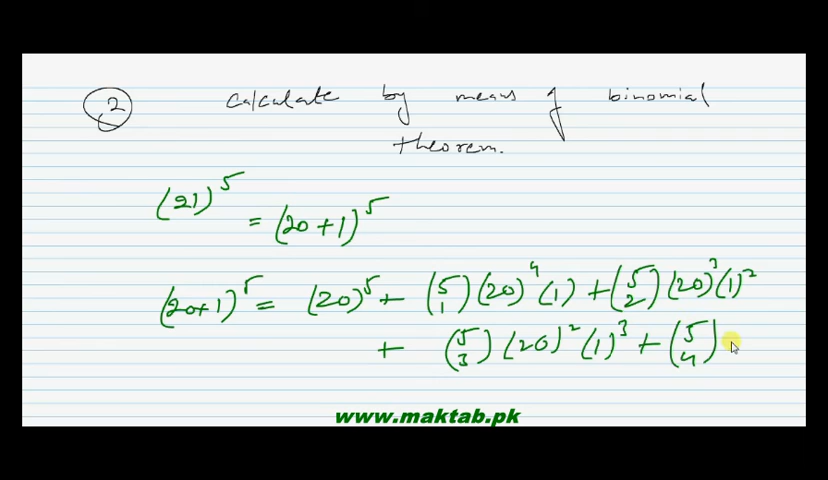 2 calculate by means of binomial
theorem.
(21)^5
= (20+1)^5
(20+1)^5 = (20)^5 + (5 1)(20)^4 (1) + (5 2)(20)^3 (1)^2
+ (5 3)(20)^2 (1)^3 + (5 4)
www.maktab.pk